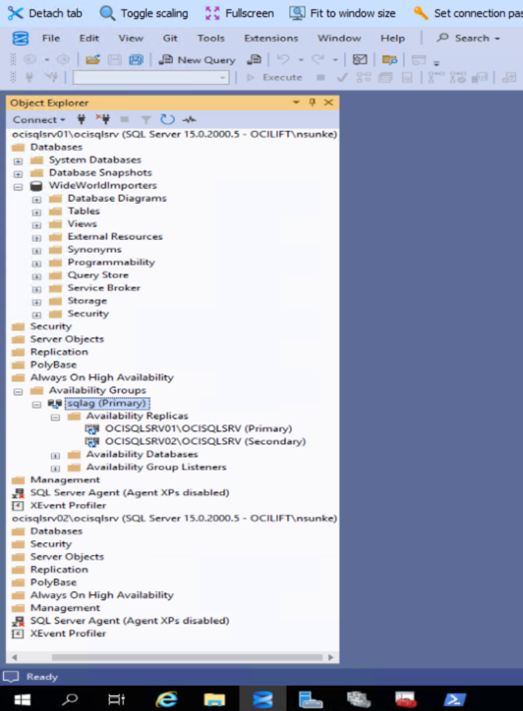 Detach tab Toggle scaling Fullscreen Fit to window size Set connection pas
File Edit View Git Tools Extensions Window Help Search
New Query
Execute
Object Explorer
Connect
ocisqlsrv01\ocisqlsrv (SQL Server 15.0.2000.5 - OCILIFT\nsunke)
Databases
System Databases
Database Snapshots
WideWorldImporters
Database Diagrams
Tables
Views
External Resources
Synonyms
Programmability
Query Store
Service Broker
Storage
Security
Security
Server Objects
Replication
PolyBase
Always On High Availability
Availability Groups
sqlag (Primary)
Availability Replicas
OCISQLSRV01\OCISQLSRV (Primary)
OCISQLSRV02\OCISQLSRV (Secondary)
Availability Databases
Availability Group Listeners
Management
SQL Server Agent (Agent XPs disabled)
XEvent Profiler
ocisqlsrv02\ocisqlsrv (SQL Server 15.0.2000.5 - OCILIFT\nsunke)
Databases
Security
Server Objects
Replication
PolyBase
Always On High Availability
Management
SQL Server Agent (Agent XPs disabled)
XEvent Profiler
Ready